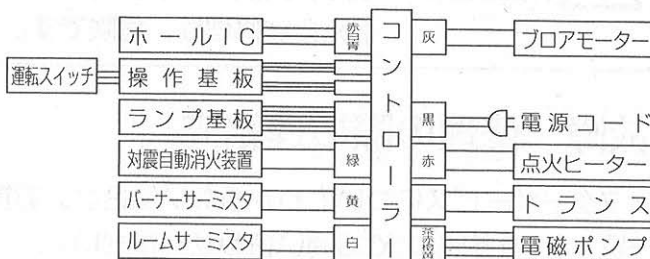 ホールIC
赤白青
コントローラー
灰
ブロアモーター
運転スイッチ
操作基板
ランプ基板
黒
電源コード
対震自動消火装置
緑
赤
点火ヒーター
バーナーサーミスタ
黄
トランス
ルームサーミスタ
白
電磁ポンプ